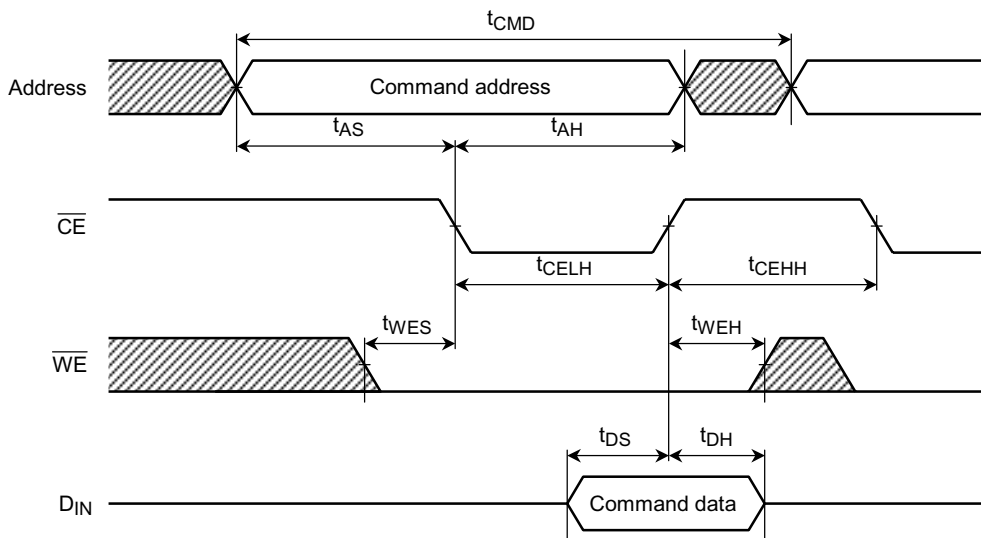 tCMD
Address
Command address
tAS
tAH
CE
tCELH
tCEHH
tWES
tWEH
WE
tDS
tDH
DIN
Command data